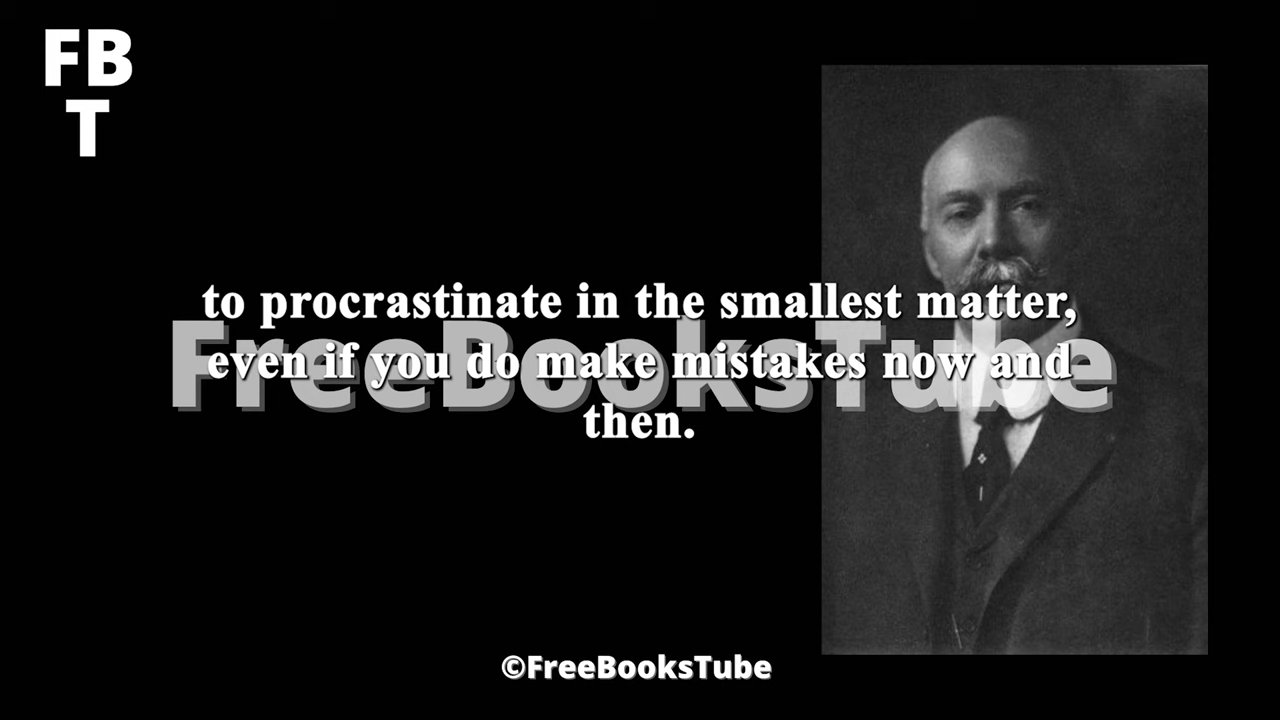 FB
T
to procrastinate in the smallest matter,
FreeBooksTube
even if you do make mistakes now and
then.
©FreeBooksTube